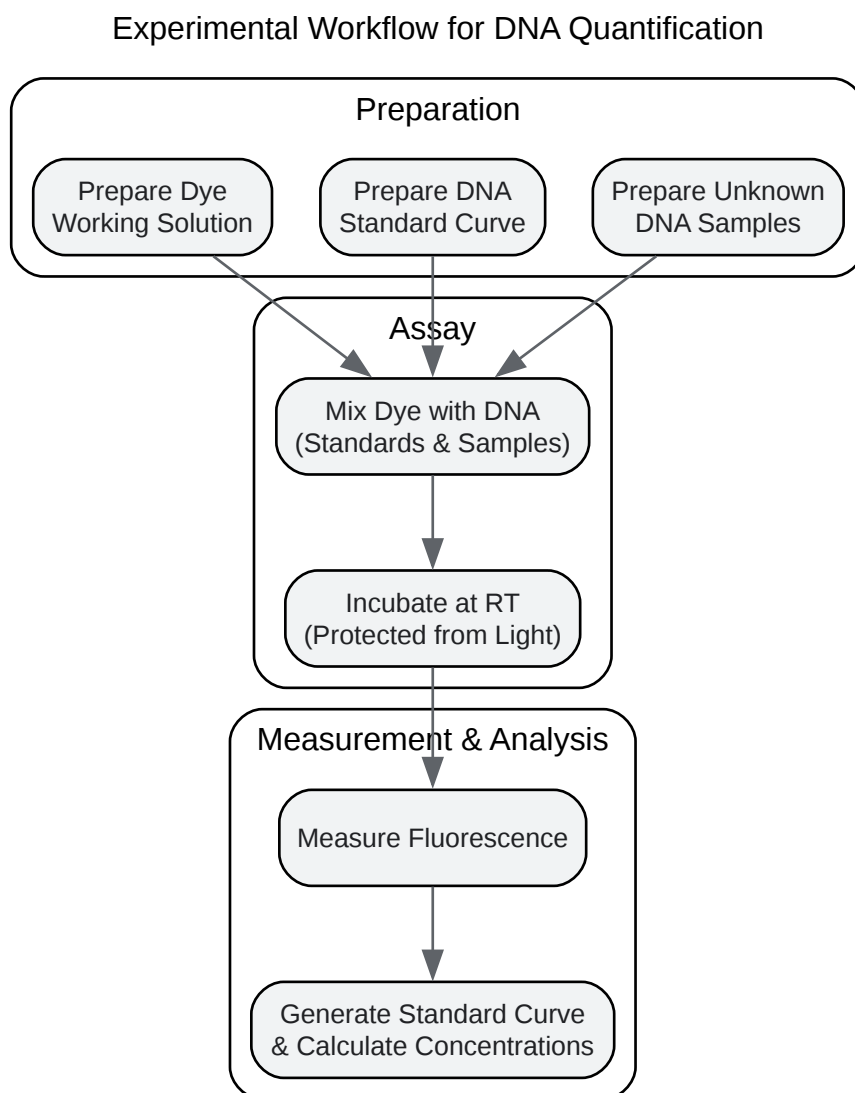 Experimental Workflow for DNA Quantification
Preparation
Prepare Dye
Working Solution
Prepare DNA
Standard Curve
Prepare Unknown
DNA Samples
Assay
Mix Dye with DNA
(Standards & Samples)
Incubate at RT
(Protected from Light)
Measurement & Analysis
Measure Fluorescence
Generate Standard Curve
& Calculate Concentrations